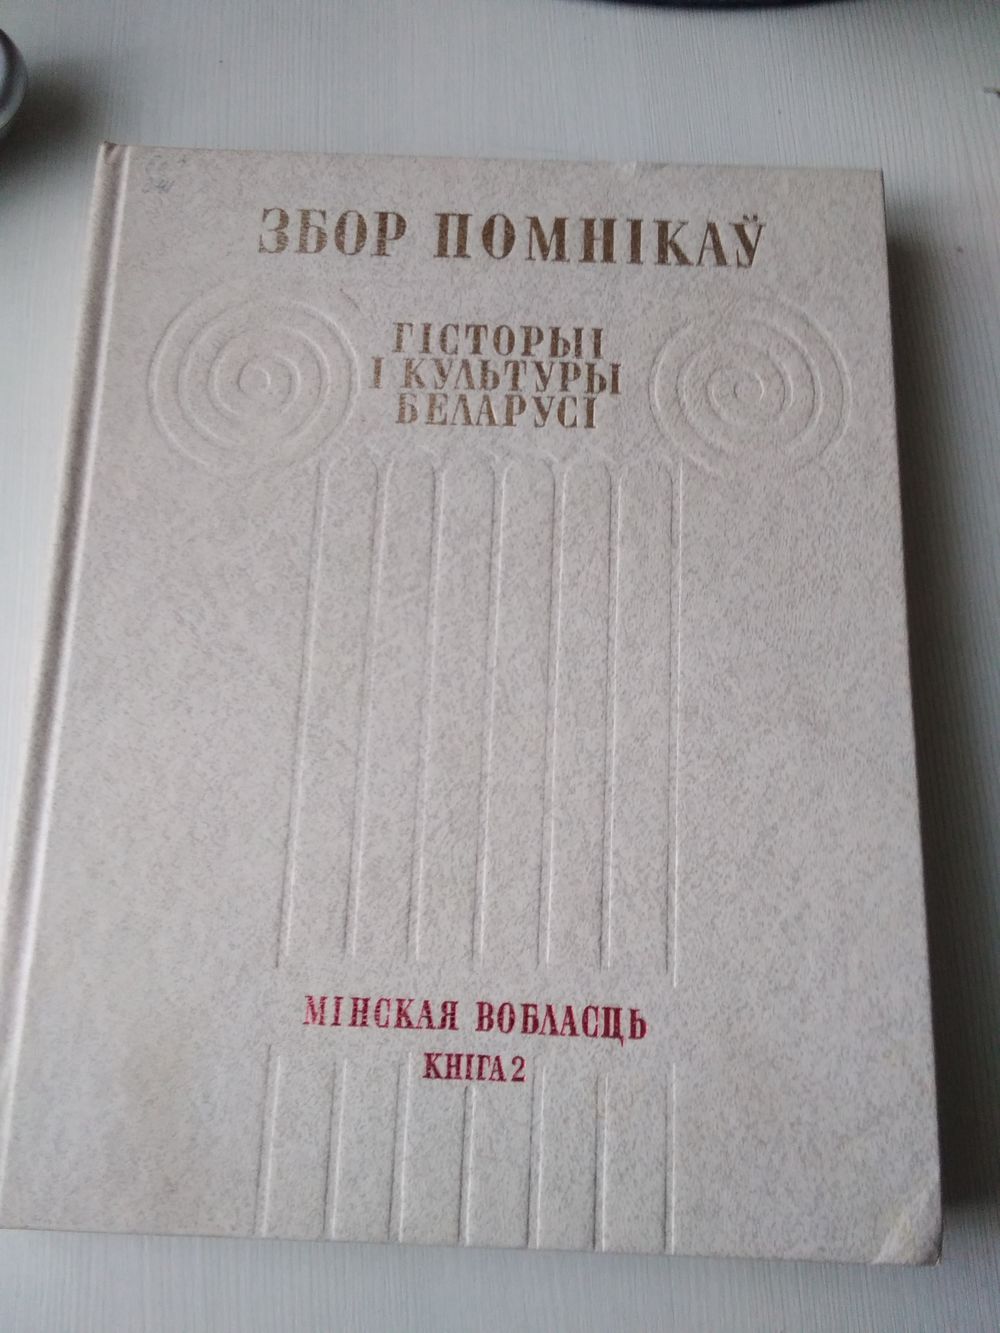 ЗБОР ПОМНІКАЎ
ГІСТОРЫІ
І КУЛЬТУРЫ
БЕЛАРУСІ
МІНСКАЯ ВОБЛАСЦЬ
КНІГА 2